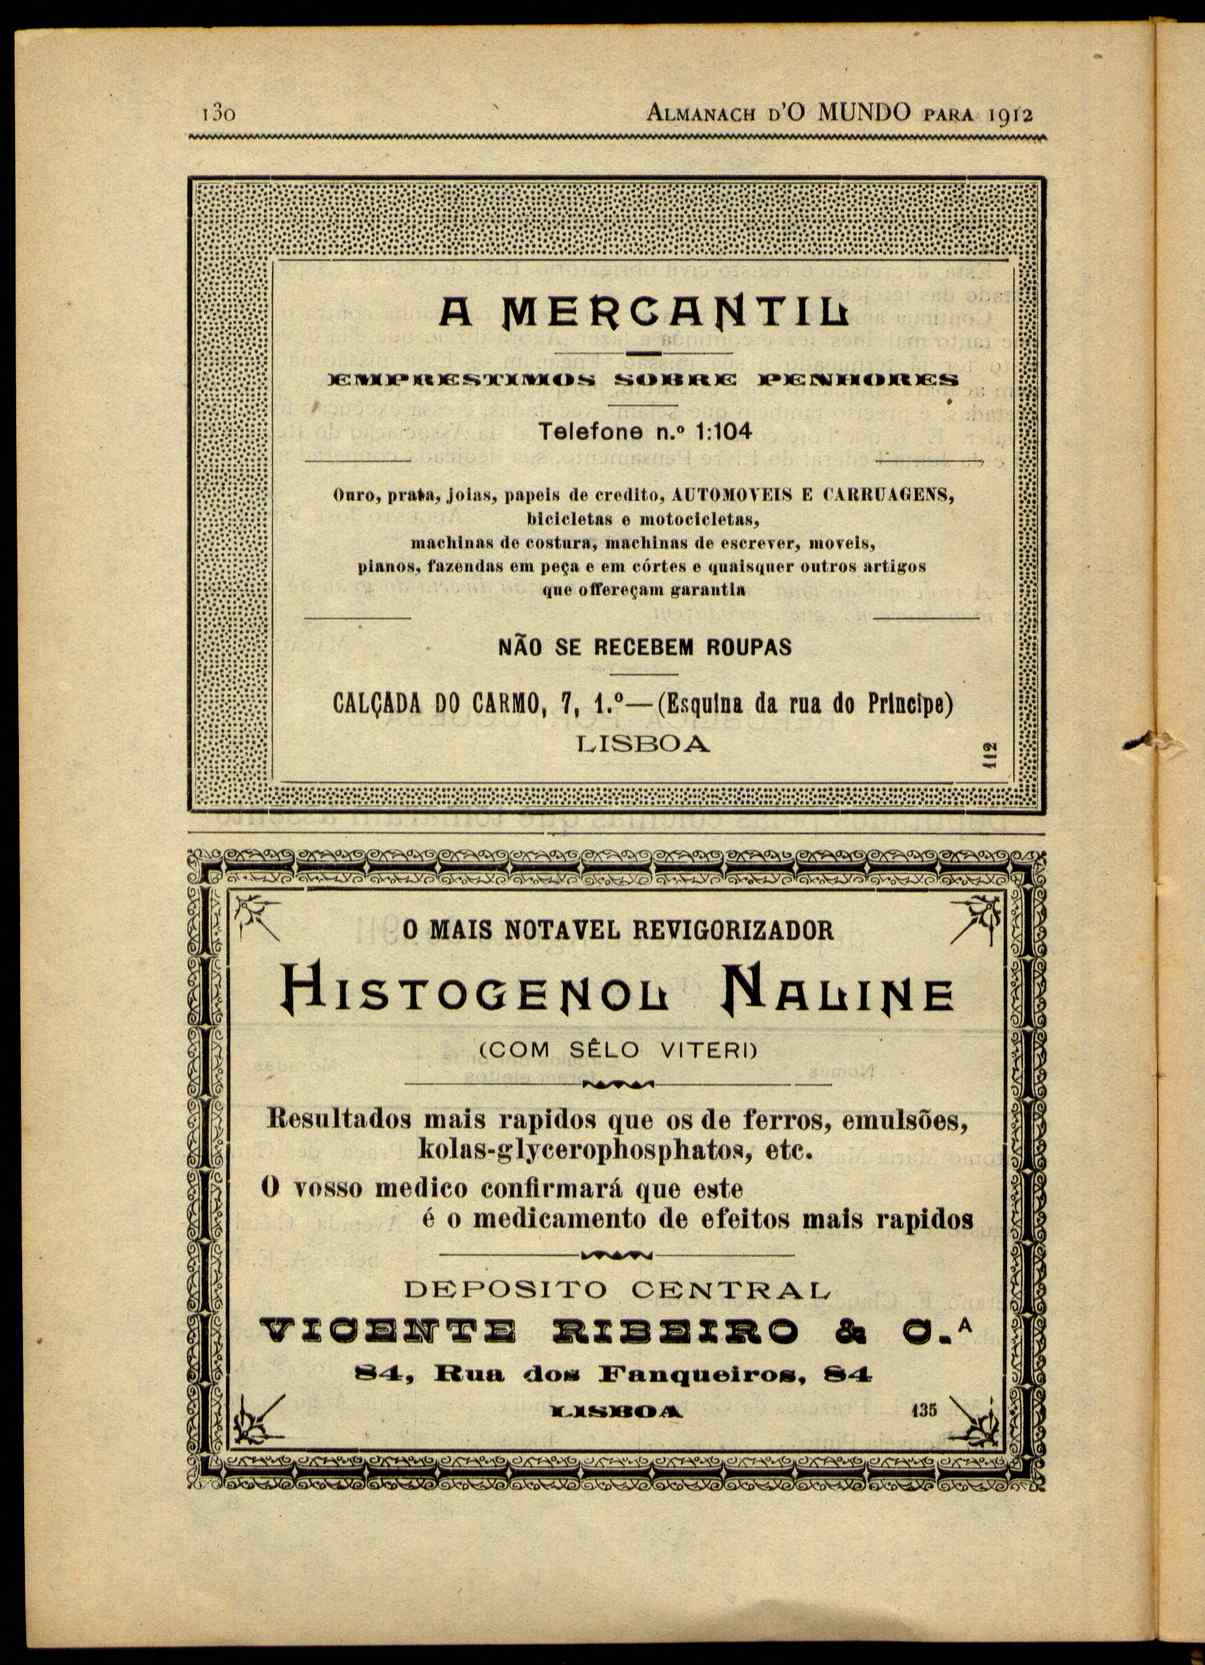 130
ALMANACH D'O MUNDO PARA 1912
A MERCANTIL
EMPRESTIMOS SOBRE PENHORES
Telefone n.º 1:104
Ouro, prata, joias, papeis de credito, AUTOMOVEIS E CARRUAGENS,
bicicletas e motocicletas,
machinas de costura, machinas de escrever, moveis,
pianos, fazendas em peça e em córtes e quaisquer outros artigos
que offereçam garantia
NÃO SE RECEBEM ROUPAS
CALÇADA DO CARMO, 7, 1.º—(Esquina da rua do Principe)
LISBOA
112
O MAIS NOTAVEL REVIGORIZADOR
HISTOGENOL NALINE
(COM SÊLO VITERI)
Resultados mais rapidos que os de ferros, emulsões,
kolas-glycerophosphatos, etc.
O vosso medico confirmará que este
é o medicamento de efeitos mais rapidos
DEPOSITO CENTRAL
VICENTE RIBEIRO & C.A
84, Rua dos Fanqueiros, 84
LISBOA
135